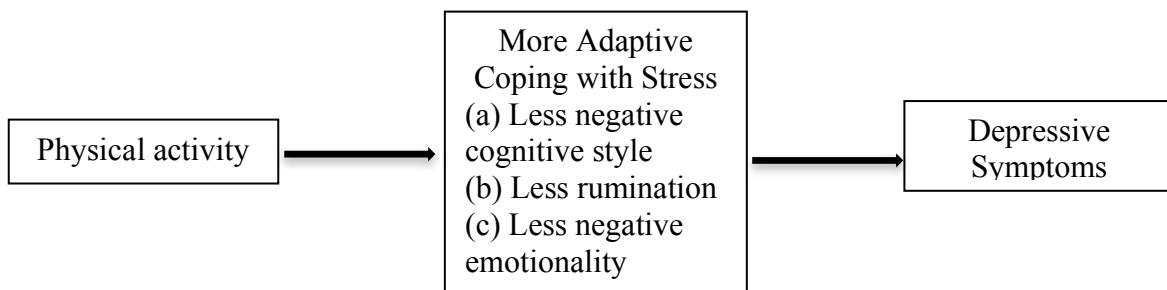 Physical activity
More Adaptive
Coping with Stress
(a) Less negative
cognitive style
(b) Less rumination
(c) Less negative
emotionality
Depressive
Symptoms